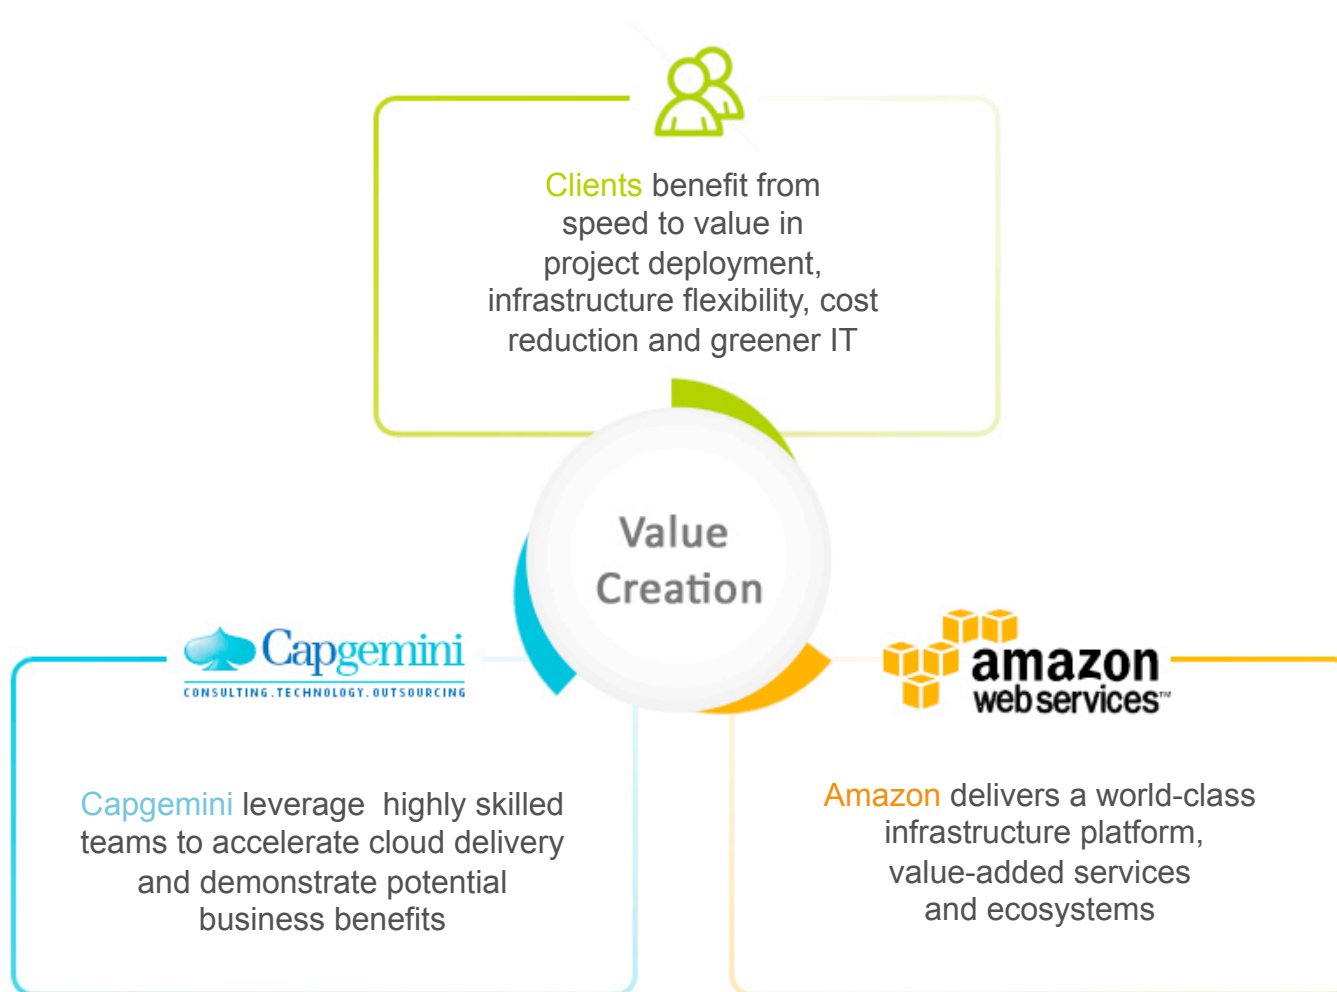 Clients benefit from
speed to value in
project deployment,
infrastructure flexibility, cost
reduction and greener IT
Value
Creation
Capgemini
CONSULTING.TECHNOLOGY.OUTSOURCING
Capgemini leverage  highly skilled
teams to accelerate cloud delivery
and demonstrate potential
business benefits
amazon
web services™
Amazon delivers a world-class
infrastructure platform,
value-added services
and ecosystems